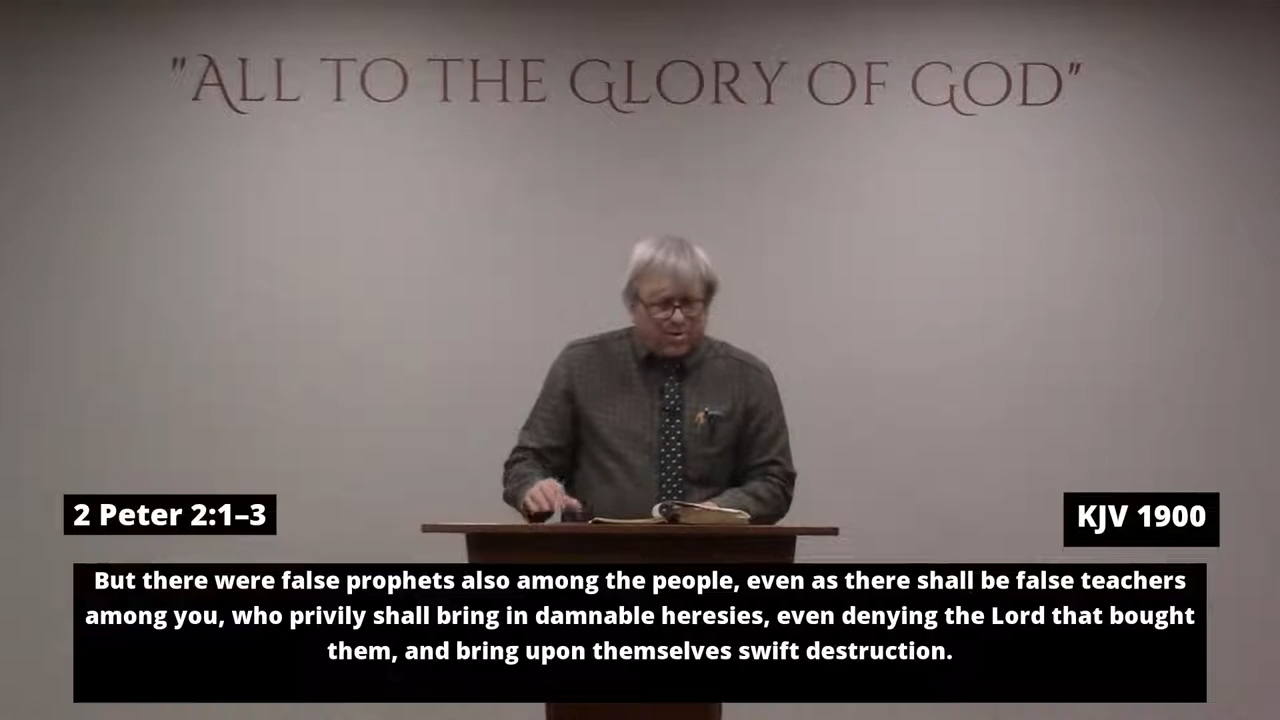 "ALL TO THE GLORY OF GOD"
2 Peter 2:1–3
KJV 1900
But there were false prophets also among the people, even as there shall be false teachers
among you, who privily shall bring in damnable heresies, even denying the Lord that bought
them, and bring upon themselves swift destruction.